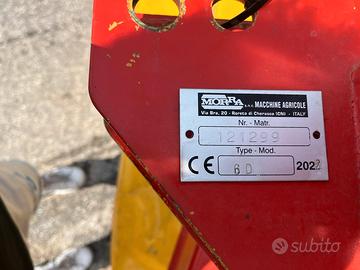 MORRA s.n.c. MACCHINE AGRICOLE
Via Bra, 20 - Roreto di Cherasco (CN) - ITALY
Nr. - Matr.
121299
Type - Mod.
CE 6D 2022
subito